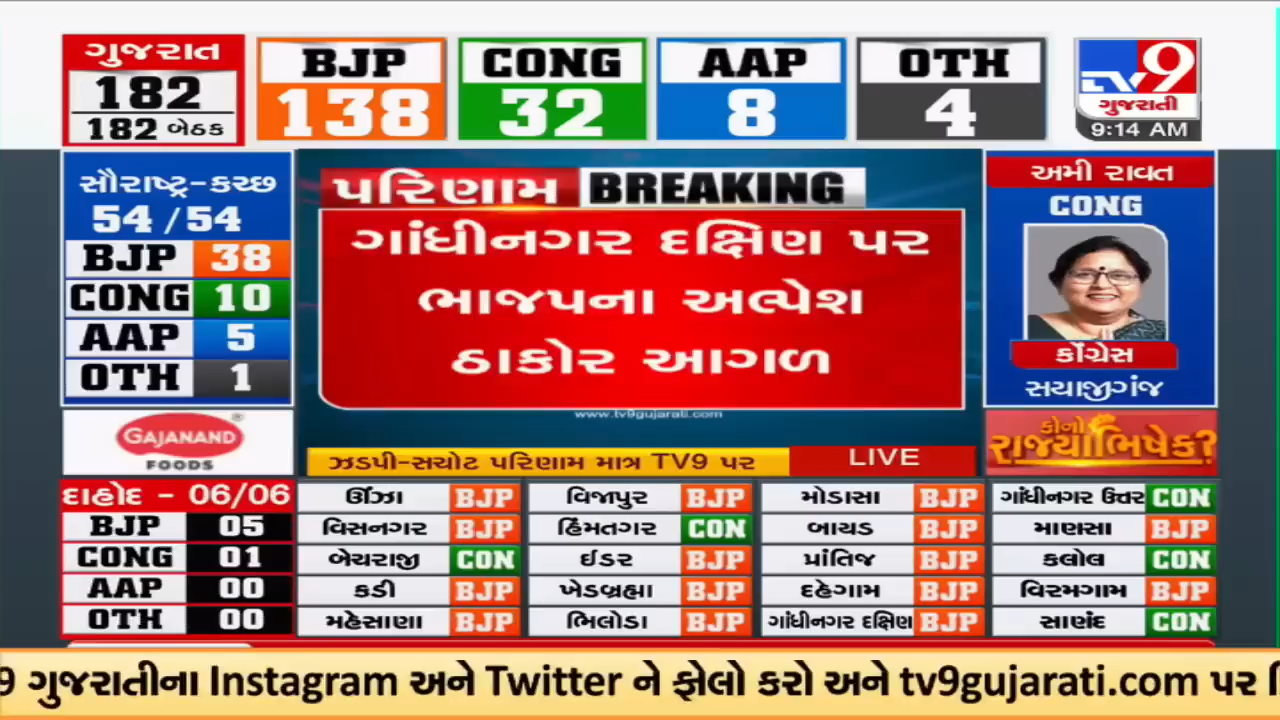 ગુજરાત
182
182 બેઠક
BJP
138
CONG
32
AAP
8
OTH
4
TV9
ગુજરાતી
9:14 AM
સૌરાષ્ટ્ર-કચ્છ
54/54
BJP 38
CONG 10
AAP 5
OTH 1
પરિણામ BREAKING
ગાંધીનગર દક્ષિણ પર
ભાજપના અલ્પેશ
ઠાકોર આગળ
www.tv9gujarati.com
અમી રાવત
CONG
કોંગ્રેસ
સયાજીગંજ
GAJANAND
FOODS
ઝડપી-સચોટ પરિણામ માત્ર TV9 પર LIVE
કોનો
રાજ્યાભિષેક?
દાહોદ - 06/06
BJP 05
CONG 01
AAP 00
OTH 00
ઊંઝા BJP વિજાપુર BJP મોડાસા BJP ગાંધીનગર ઉત્તર CON
વિસનગર BJP હિંમતગર CON બાયડ BJP માણસા BJP
બેચરાજી CON ઈડર BJP પ્રાંતિજ BJP કલોલ CON
કડી BJP ખેડબ્રહ્મા BJP દહેગામ BJP વિરમગામ BJP
મહેસાણા BJP ભિલોડા BJP ગાંધીનગર દક્ષિણ BJP સાણંદ CON
9 ગુજરાતીના Instagram અને Twitter ને ફોલો કરો અને tv9gujarati.com પર